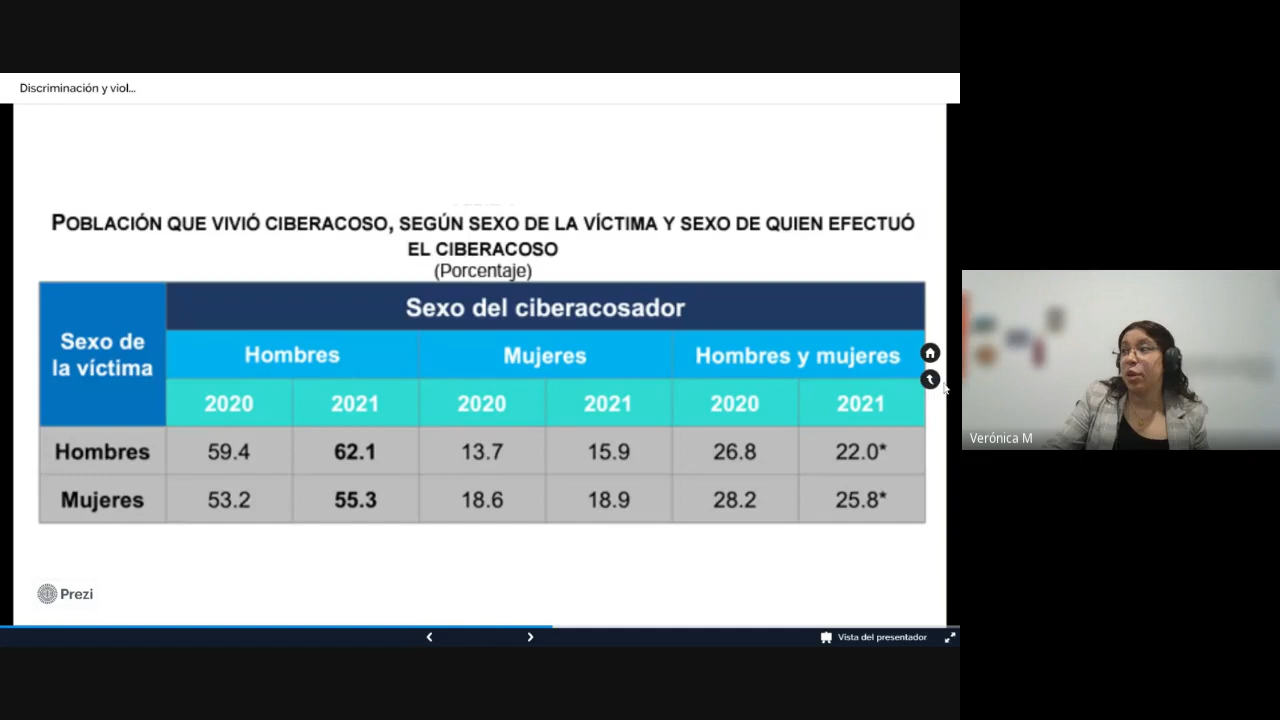 Discriminación y viol...
POBLACIÓN QUE VIVIÓ CIBERACOSO, SEGÚN SEXO DE LA VÍCTIMA Y SEXO DE QUIEN EFECTUÓ
EL CIBERACOSO
(Porcentaje)
Sexo de la víctima
Sexo del ciberacosador
Hombres Mujeres Hombres y mujeres
2020 2021 2020 2021 2020 2021
Hombres 59.4 62.1 13.7 15.9 26.8 22.0*
Mujeres 53.2 55.3 18.6 18.9 28.2 25.8*
Verónica M
Prezi
Vista del presentador